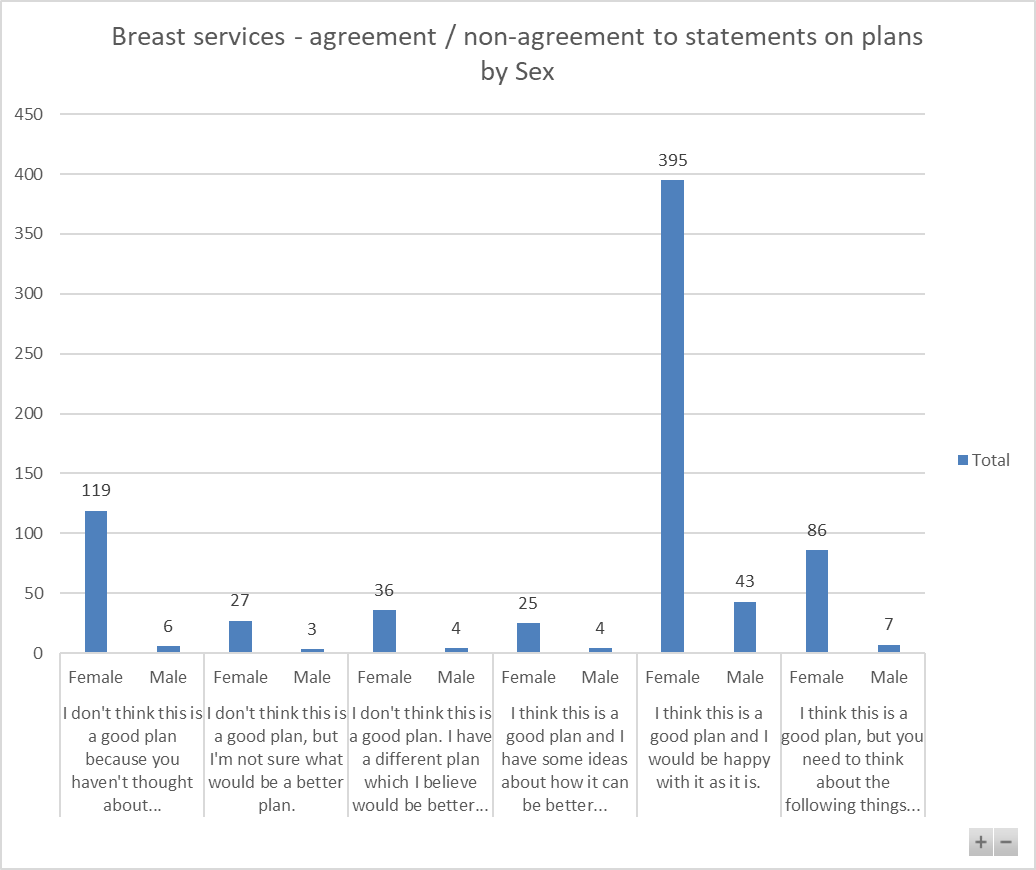 Breast services - agreement / non-agreement to statements on plans
by Sex
450
400
350
300
250
200
150
100
50
0
119
6
27
3
36
4
25
4
395
43
86
7
Total
Female Male Female Male Female Male Female Male Female Male Female Male
I don't think this is
a good plan
because you
haven't thought
about...
I don't think this is
a good plan, but
I'm not sure what
would be a better
plan.
I don't think this is
a good plan. I have
a different plan
which I believe
would be better...
I think this is a
good plan and I
have some ideas
about how it can
be better...
I think this is a
good plan and I
would be happy
with it as it is.
I think this is a
good plan, but you
need to think
about the
following things...
+ −